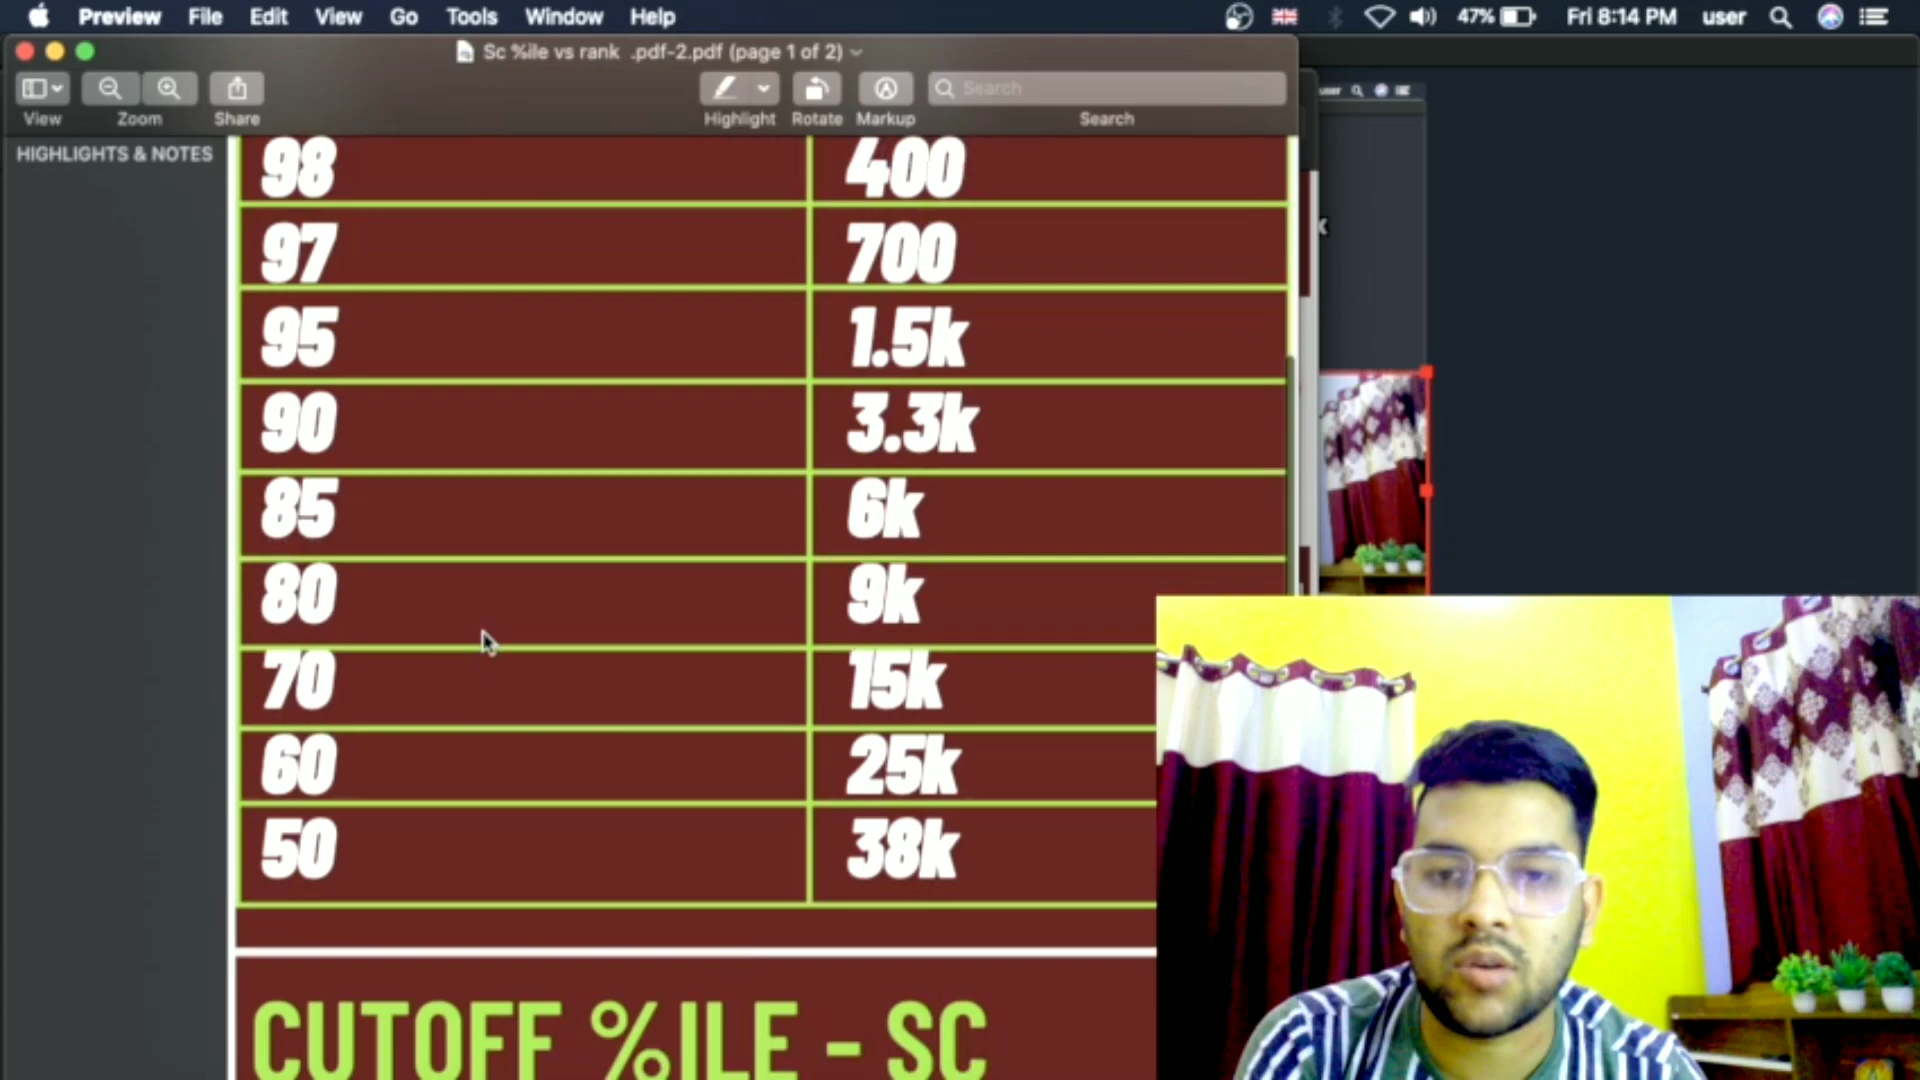 Preview File Edit View Go Tools Window Help 47% Fri 8:14 PM user
Sc %ile vs rank .pdf-2.pdf (page 1 of 2)
Search
View Zoom Share Highlight Rotate Markup Search
user
HIGHLIGHTS & NOTES
98 400
97 700
95 1.5k
90 3.3k
85 6k
80 9k
70 15k
60 25k
50 38k
CUTOFF %ILE - SC